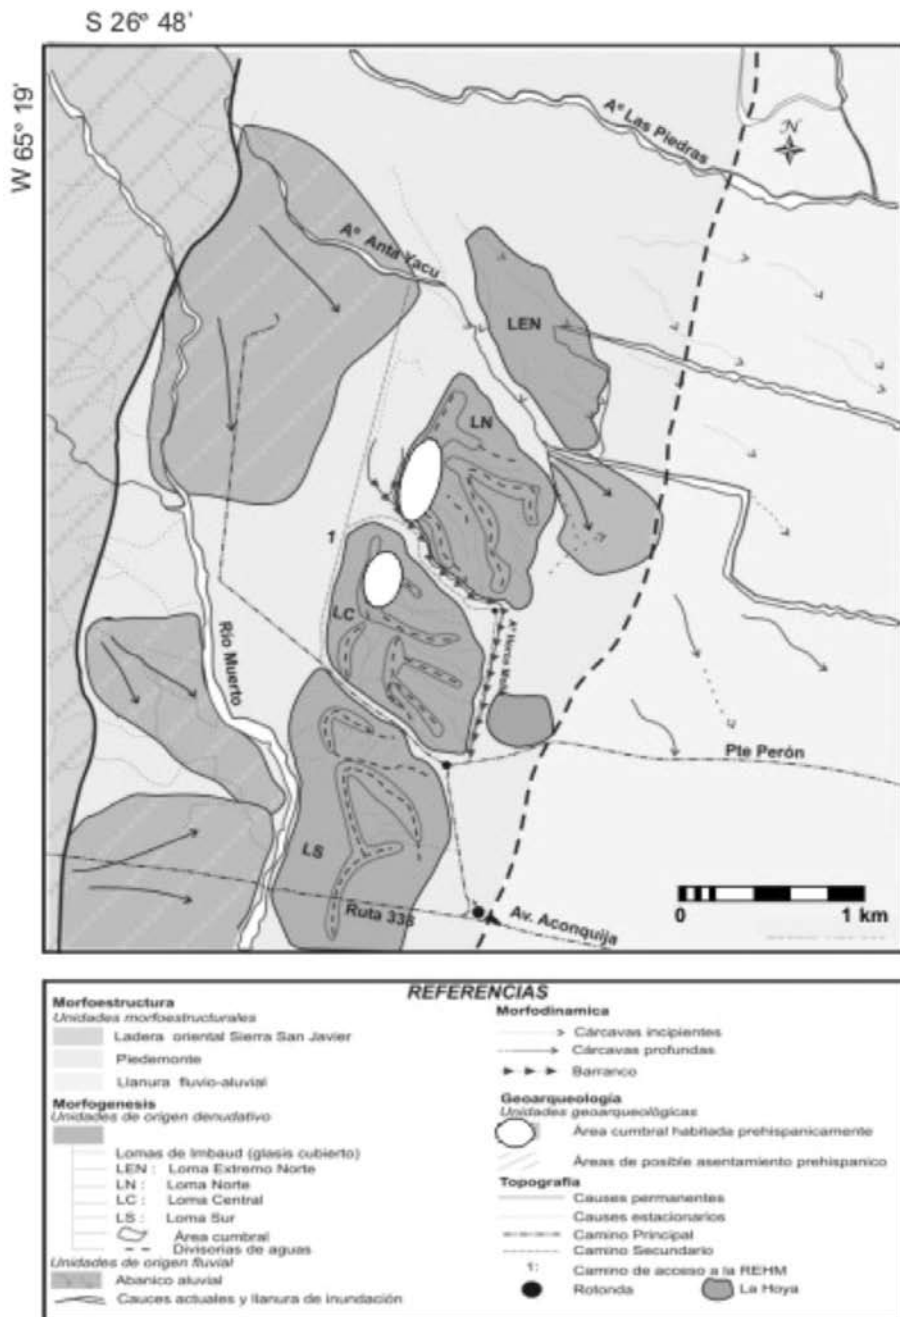 S 26º 48'
W 65º 19'
Aº Las Piedras
N
Aº Anta Yacu
LEN
LN
1
LC
Río Muerto
Pte Perón
LS
Ruta 338
Av. Aconquija
0 1 km
REFERENCIAS
Morfoestructura
Unidades morfoestructurales
Ladera oriental Sierra San Javier
Piedemonte
Llanura fluvio-aluvial
Morfogenesis
Unidades de origen denudativo
Lomas de Imbaud (glasis cubierto)
LEN : Loma Extremo Norte
LN : Loma Norte
LC : Loma Central
LS : Loma Sur
Área cumbral
Divisorias de aguas
Unidades de origen fluvial
Abanico aluvial
Cauces actuales y llanura de inundación
Morfodinamica
Cárcavas incipientes
Cárcavas profundas
Barranco
Geoarqueología
Unidades geoarqueológicas
Área cumbral habitada prehispanicamente
Áreas de posible asentamiento prehispanico
Topografia
Causes permanentes
Causes estacionarios
Camino Principal
Camino Secundario
1: Camino de acceso a la REHM
Rotonda
La Hoya